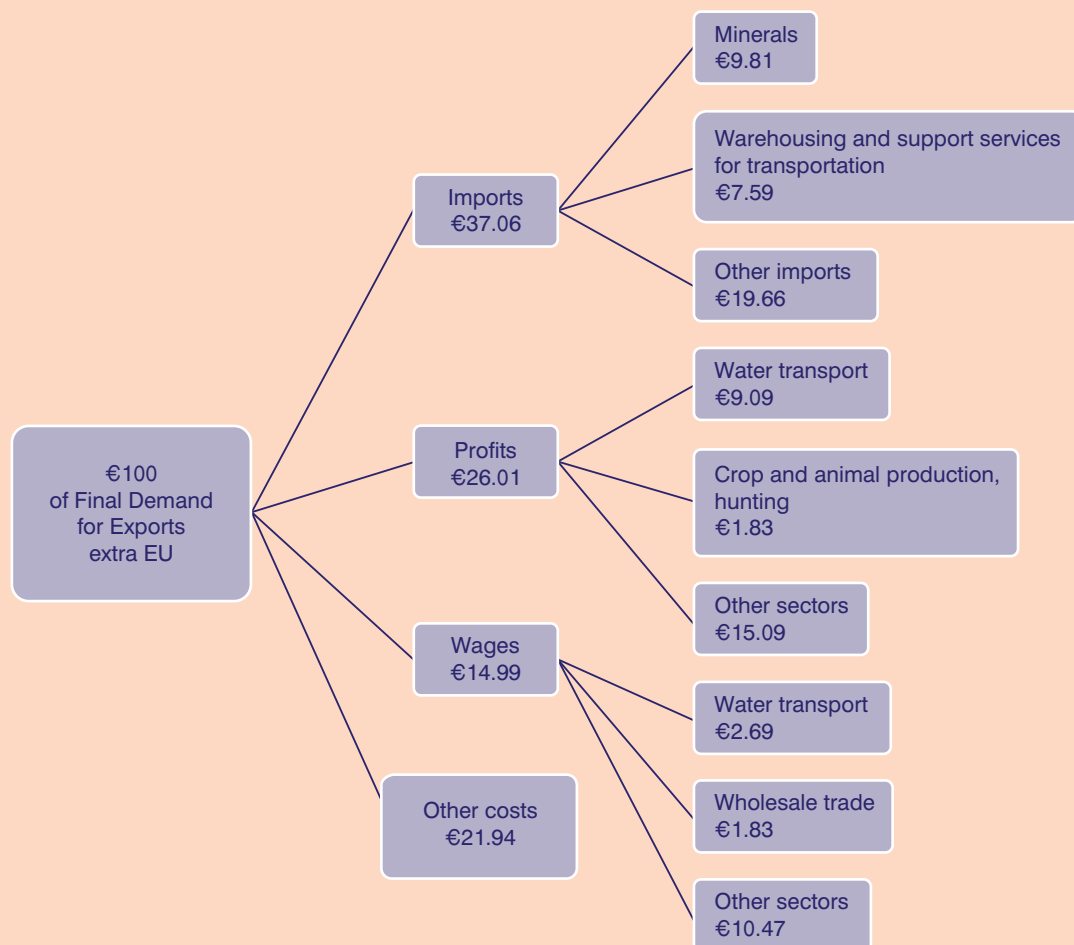 €100
of Final Demand
for Exports
extra EU
Imports
€37.06
Minerals
€9.81
Warehousing and support services
for transportation
€7.59
Other imports
€19.66
Profits
€26.01
Water transport
€9.09
Crop and animal production,
hunting
€1.83
Other sectors
€15.09
Wages
€14.99
Water transport
€2.69
Wholesale trade
€1.83
Other sectors
€10.47
Other costs
€21.94